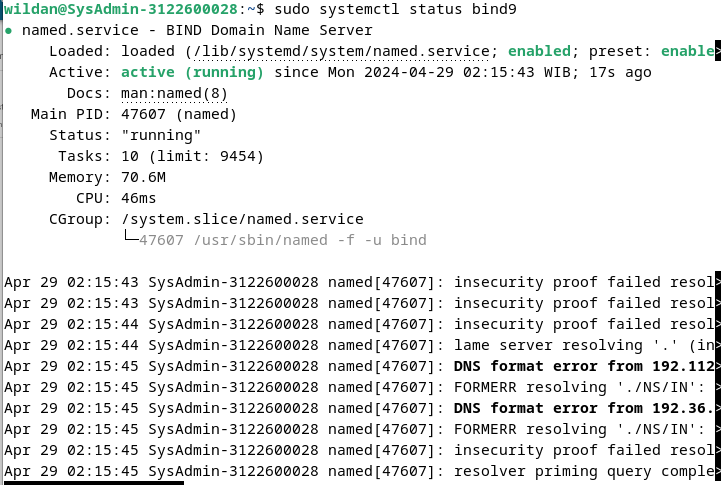 wildan@SysAdmin-3122600028:~$ sudo systemctl status bind9
● named.service - BIND Domain Name Server
Loaded: loaded (/lib/systemd/system/named.service; enabled; preset: enable>
Active: active (running) since Mon 2024-04-29 02:15:43 WIB; 17s ago
Docs: man:named(8)
Main PID: 47607 (named)
Status: "running"
Tasks: 10 (limit: 9454)
Memory: 70.6M
CPU: 46ms
CGroup: /system.slice/named.service
└─47607 /usr/sbin/named -f -u bind
Apr 29 02:15:43 SysAdmin-3122600028 named[47607]: insecurity proof failed resol>
Apr 29 02:15:43 SysAdmin-3122600028 named[47607]: insecurity proof failed resol>
Apr 29 02:15:44 SysAdmin-3122600028 named[47607]: insecurity proof failed resol>
Apr 29 02:15:44 SysAdmin-3122600028 named[47607]: lame server resolving '.' (in>
Apr 29 02:15:45 SysAdmin-3122600028 named[47607]: DNS format error from 192.112>
Apr 29 02:15:45 SysAdmin-3122600028 named[47607]: FORMERR resolving './NS/IN': >
Apr 29 02:15:45 SysAdmin-3122600028 named[47607]: DNS format error from 192.36.>
Apr 29 02:15:45 SysAdmin-3122600028 named[47607]: FORMERR resolving './NS/IN': >
Apr 29 02:15:45 SysAdmin-3122600028 named[47607]: insecurity proof failed resol>
Apr 29 02:15:45 SysAdmin-3122600028 named[47607]: resolver priming query comple>